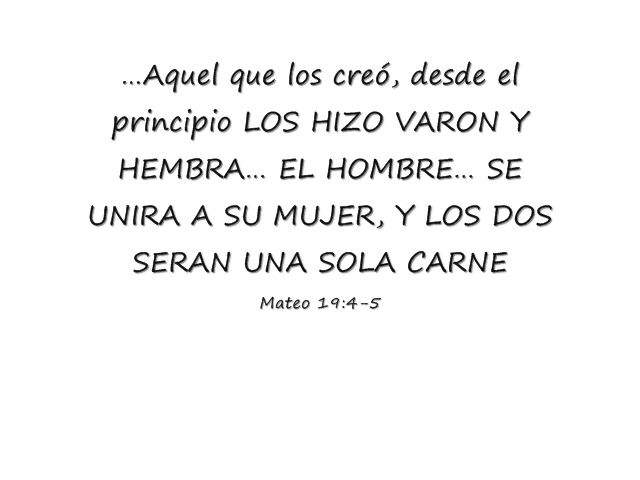 ...Aquel que los creó, desde el
principio LOS HIZO VARON Y
HEMBRA... EL HOMBRE... SE
UNIRA A SU MUJER, Y LOS DOS
SERAN UNA SOLA CARNE
Mateo 19:4-5